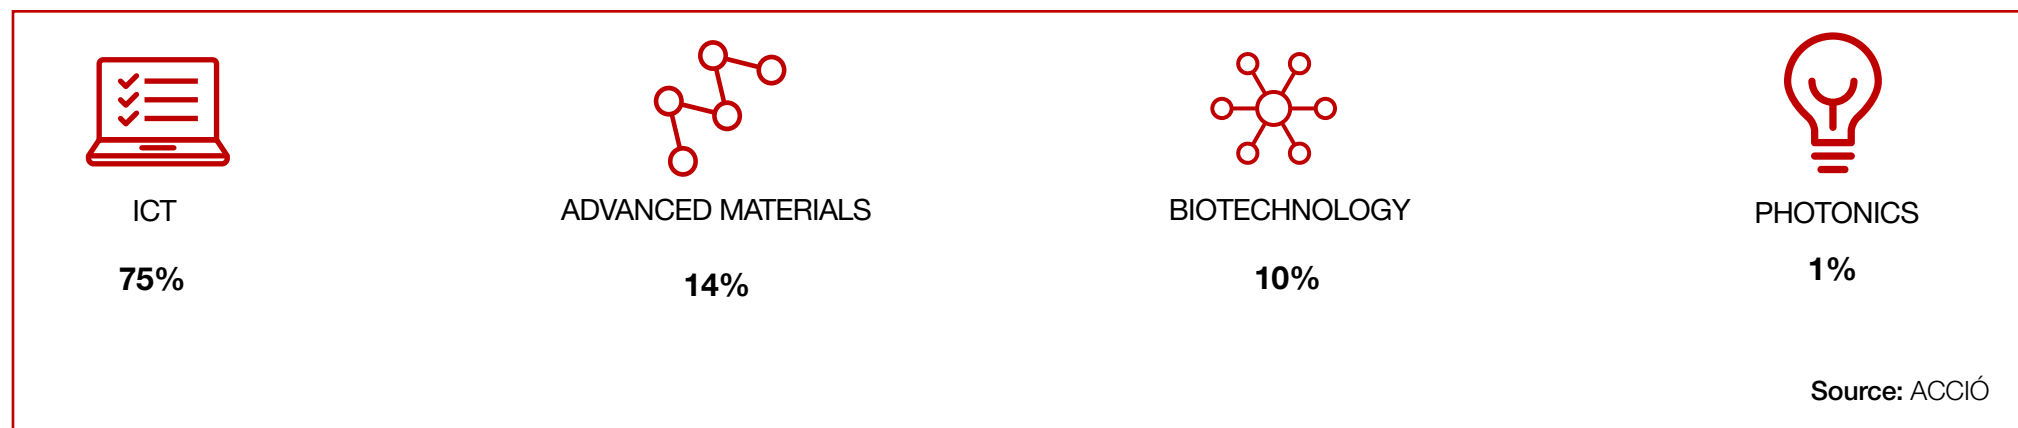 ICT
75%
ADVANCED MATERIALS
14%
BIOTECHNOLOGY
10%
PHOTONICS
1%
Source: ACCIÓ